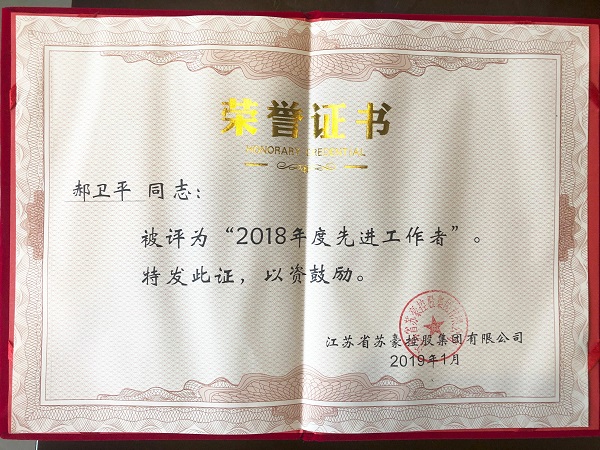 荣誉证书
HONORARY CREDENTIAL
郝卫平 同志：
被评为“2018年度先进工作者”。
特发此证，以资鼓励。
江苏省苏豪控股集团有限公司
2019年1月